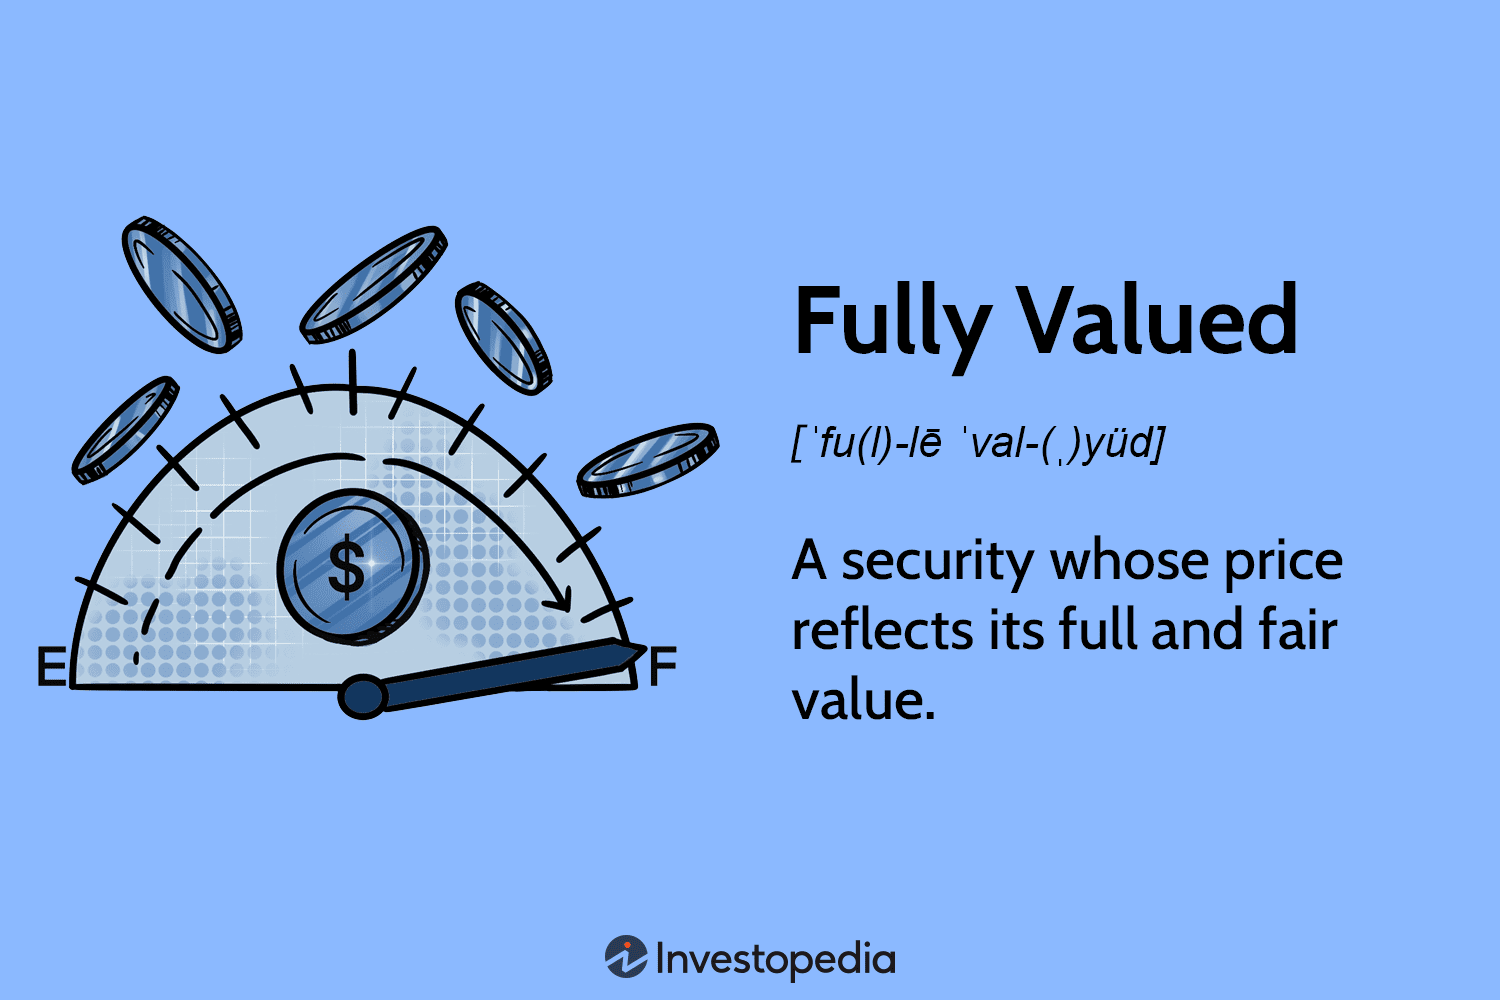 Fully Valued
[ˈfu(l)-lē ˈval-(ˌ)yüd]
A security whose price
reflects its full and fair
value.
$
E
F
Investopedia